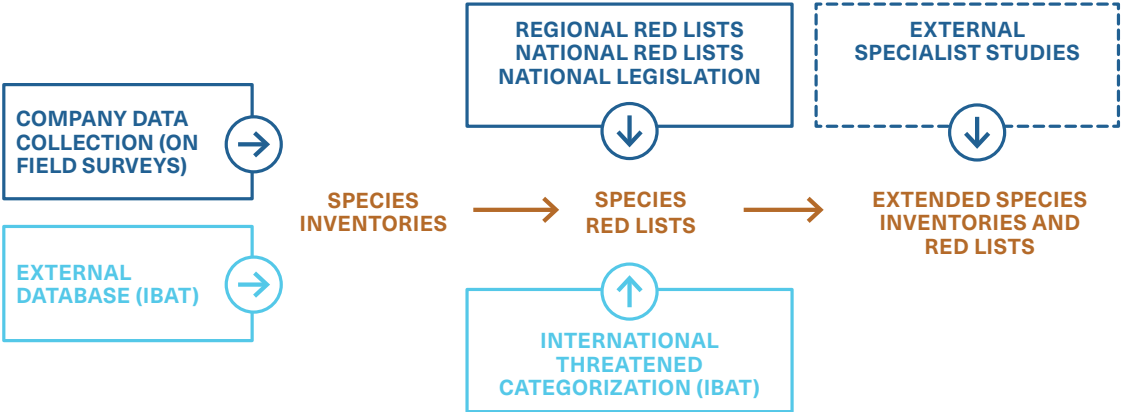 COMPANY DATA
COLLECTION (ON
FIELD SURVEYS)
EXTERNAL
DATABASE (IBAT)
SPECIES
INVENTORIES
REGIONAL RED LISTS
NATIONAL RED LISTS
NATIONAL LEGISLATION
SPECIES
RED LISTS
INTERNATIONAL
THREATENED
CATEGORIZATION (IBAT)
EXTERNAL
SPECIALIST STUDIES
EXTENDED SPECIES
INVENTORIES AND
RED LISTS